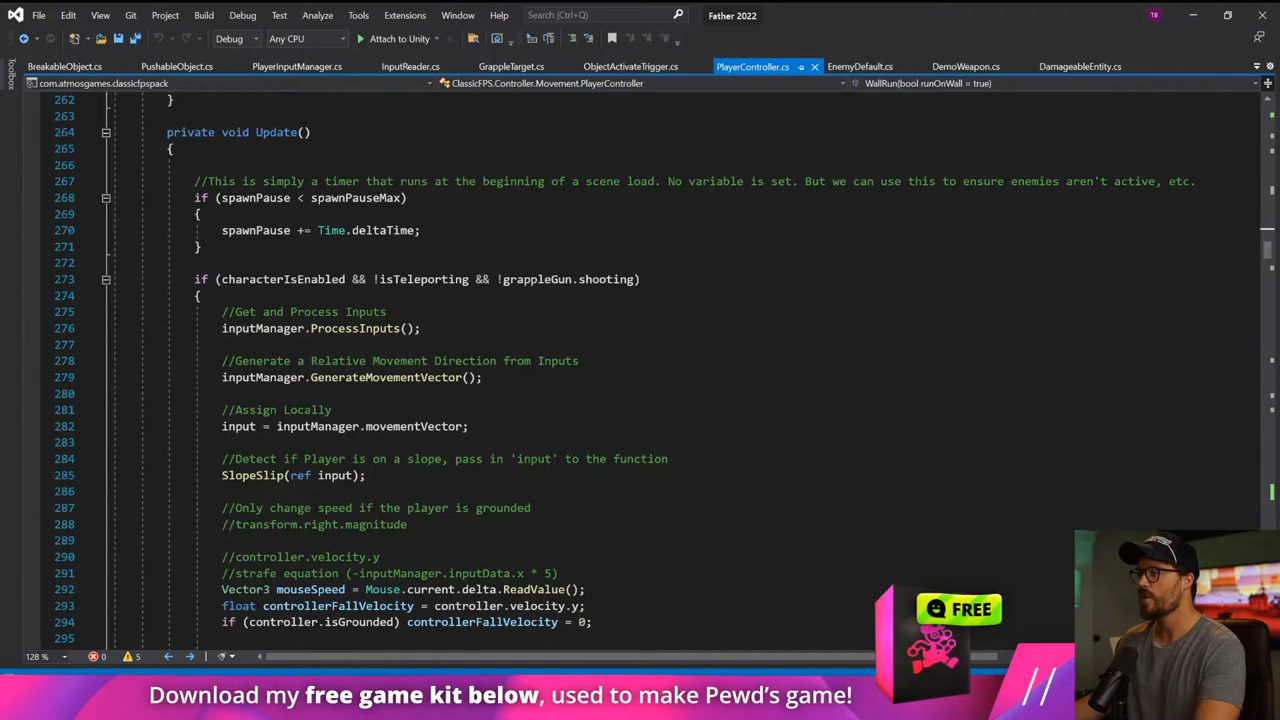 File Edit View Git Project Build Debug Test Analyze Tools Extensions Window Help Search (Ctrl+Q) Father 2022 TB
Debug Any CPU Attach to Unity
Toolbox
BreakableObject.cs PushableObject.cs PlayerInputManager.cs InputReader.cs GrappleTarget.cs ObjectActivateTrigger.cs PlayerController.cs EnemyDefault.cs DemoWeapon.cs DamageableEntity.cs
com.atmosgames.classicfpspack ClassicFPS.Controller.Movement.PlayerController WallRun(bool runOnWall = true)
262 }
263
264 private void Update()
265 {
266
267 //This is simply a timer that runs at the beginning of a scene load. No variable is set. But we can use this to ensure enemies aren't active, etc.
268 if (spawnPause < spawnPauseMax)
269 {
270 spawnPause += Time.deltaTime;
271 }
272
273 if (characterIsEnabled && !isTeleporting && !grappleGun.shooting)
274 {
275 //Get and Process Inputs
276 inputManager.ProcessInputs();
277
278 //Generate a Relative Movement Direction from Inputs
279 inputManager.GenerateMovementVector();
280
281 //Assign Locally
282 input = inputManager.movementVector;
283
284 //Detect if Player is on a slope, pass in 'input' to the function
285 SlopeSlip(ref input);
286
287 //Only change speed if the player is grounded
288 //transform.right.magnitude
289
290 //controller.velocity.y
291 //strafe equation (-inputManager.inputData.x * 5)
292 Vector3 mouseSpeed = Mouse.current.delta.ReadValue();
293 float controllerFallVelocity = controller.velocity.y;
294 if (controller.isGrounded) controllerFallVelocity = 0;
295
128 % 0 5
FREE
Download my free game kit below, used to make Pewd's game! //